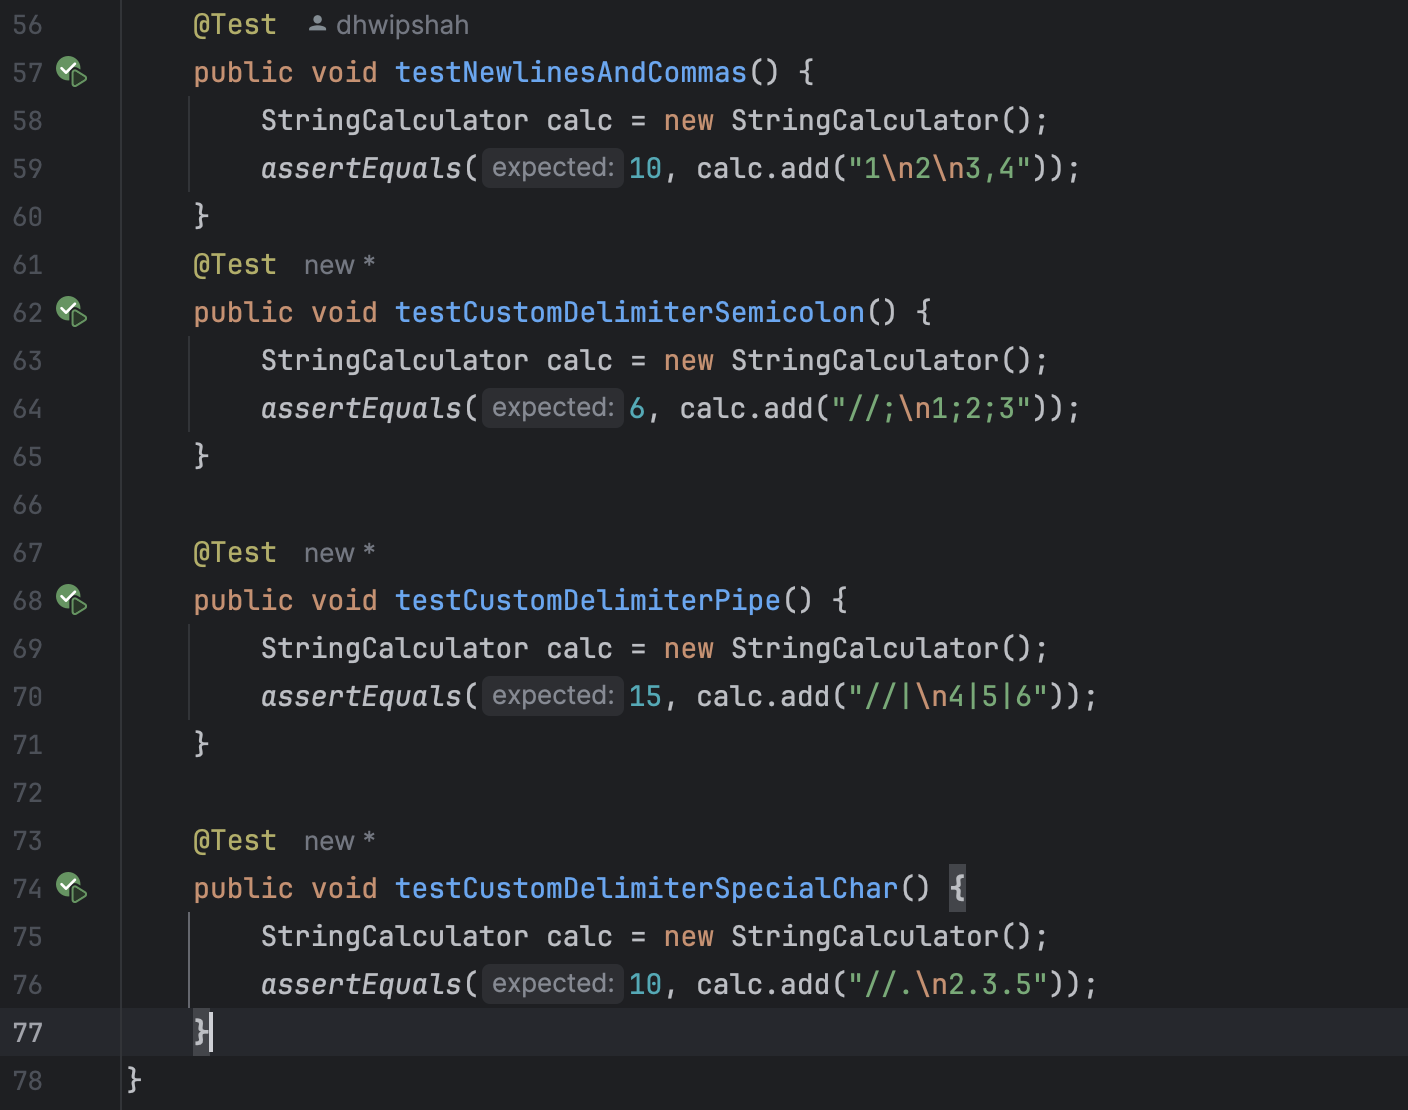 56 @Test dhwipshah
57 public void testNewlinesAndCommas() {
58 StringCalculator calc = new StringCalculator();
59 assertEquals( expected: 10, calc.add("1\n2\n3,4"));
60 }
61 @Test new *
62 public void testCustomDelimiterSemicolon() {
63 StringCalculator calc = new StringCalculator();
64 assertEquals( expected: 6, calc.add("//;\n1;2;3"));
65 }
66
67 @Test new *
68 public void testCustomDelimiterPipe() {
69 StringCalculator calc = new StringCalculator();
70 assertEquals( expected: 15, calc.add("//|\n4|5|6"));
71 }
72
73 @Test new *
74 public void testCustomDelimiterSpecialChar() {
75 StringCalculator calc = new StringCalculator();
76 assertEquals( expected: 10, calc.add("//.\n2.3.5"));
77 }
78 }